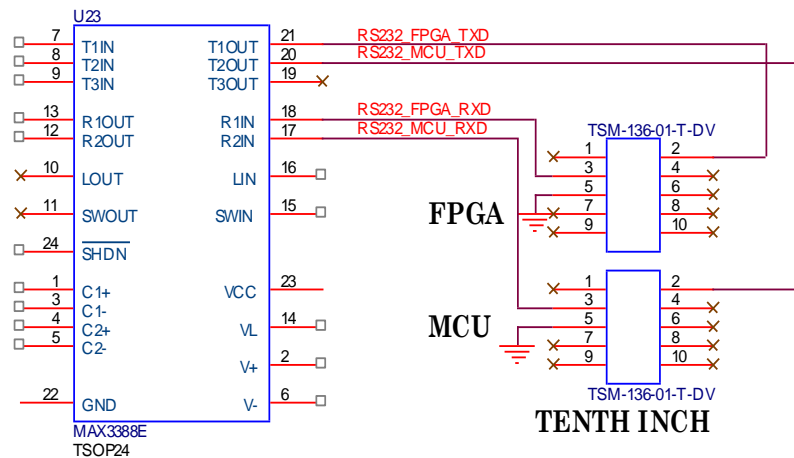 U23
7 T1IN T1OUT 21 RS232_FPGA_TXD
8 T2IN T2OUT 20 RS232_MCU_TXD
9 T3IN T3OUT 19
13 R1OUT R1IN 18 RS232_FPGA_RXD
12 R2OUT R2IN 17 RS232_MCU_RXD
10 LOUT LIN 16
11 SWOUT SWIN 15
24 SHDN
1 C1+ VCC 23
3 C1-
4 C2+ VL 14
5 C2-
V+ 2
22 GND V- 6
MAX3388E
TSOP24
TSM-136-01-T-DV
1 2
3 4
5 6
7 8
9 10
FPGA
1 2
3 4
5 6
7 8
9 10
MCU
TSM-136-01-T-DV
TENTH INCH